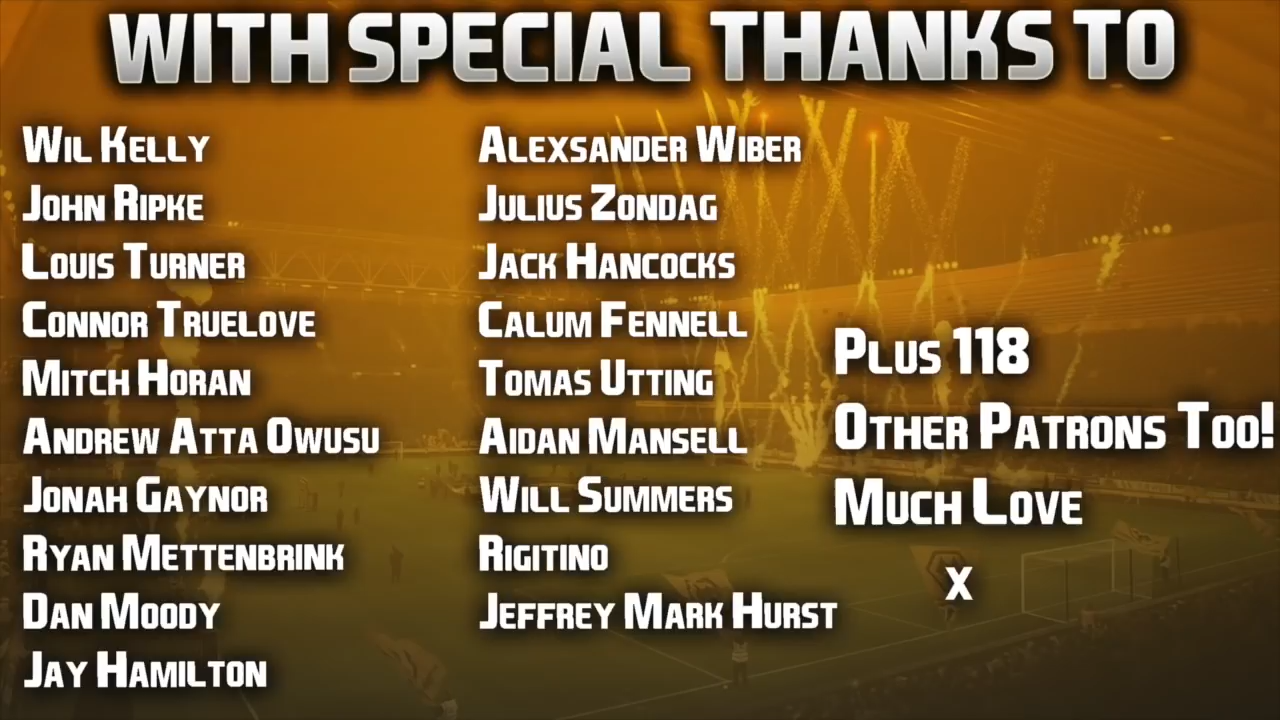 WITH SPECIAL THANKS TO
WIL KELLY
JOHN RIPKE
LOUIS TURNER
CONNOR TRUELOVE
MITCH HORAN
ANDREW ATTA OWUSU
JONAH GAYNOR
RYAN METTENBRINK
DAN MOODY
JAY HAMILTON
ALEXSANDER WIBER
JULIUS ZONDAG
JACK HANCOCKS
CALUM FENNELL
TOMAS UTTING
AIDAN MANSELL
WILL SUMMERS
RIGITINO
JEFFREY MARK HURST
PLUS 118
OTHER PATRONS TOO!
MUCH LOVE
X